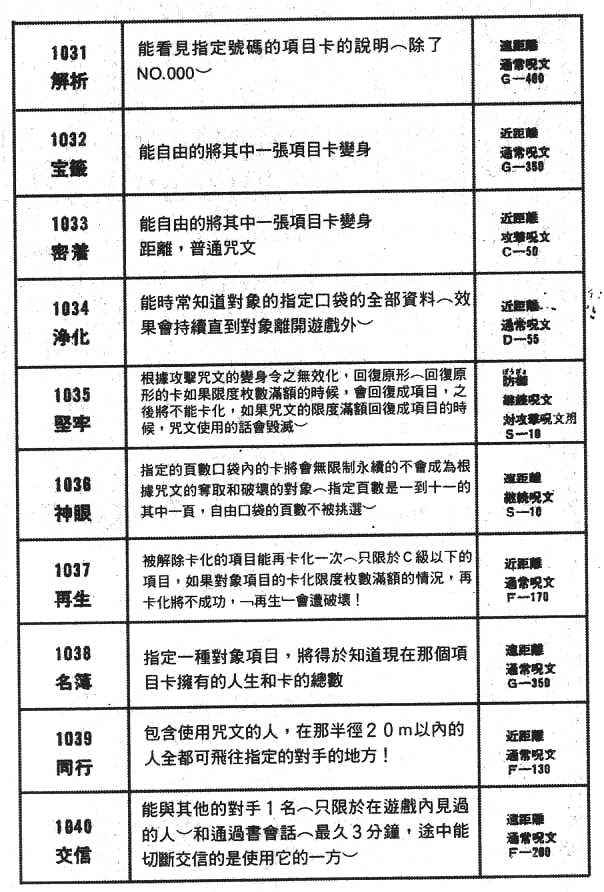 1031
解析
能看見指定號碼的項目卡的說明︵除了
NO.000︶
遠距離
通常呪文
G—400
1032
宝籤
能自由的將其中一張項目卡變身
近距離
通常呪文
G—350
1033
密着
能自由的將其中一張項目卡變身
距離，普通咒文
近距離
攻撃呪文
C—50
1034
浄化
能時常知道對象的指定口袋的全部資料︵效
果會持續直到對象離開遊戲外︶
近距離
通常呪文
D—55
1035
堅牢
根據攻擊咒文的變身令之無效化，回復原形︵回復原
形的卡如果限度枚數滿額的時候，會回復成項目，之
後將不能卡化，如果咒文的限度滿額回復成項目的時
候，咒文使用的話會毀滅︶
ぼうぎょ
防御
継続呪文
対攻撃呪文用
S—10
1036
神眼
指定的頁數口袋內的卡將會無限制永續的不會成為根
據咒文的奪取和破壞的對象︵指定頁數是一到十一的
其中一頁，自由口袋的頁數不被挑選︶
遠距離
継続呪文
S—10
1037
再生
被解除卡化的項目能再卡化一次︵只限於C級以下的
項目，如果對象項目的卡化限度枚數滿額的情況，再
卡化將不成功，﹁再生﹂會遭破壞！
近距離
通常呪文
F—170
1038
名簿
指定一種對象項目，將得於知道現在那個項
目卡擁有的人生和卡的總數
遠距離
通常呪文
G—350
1039
同行
包含使用咒文的人，在那半徑２０m以內的
人全都可飛往指定的對手的地方！
近距離
通常呪文
F—130
1040
交信
能與其他的對手１名︵只限於在遊戲內見過
的人︶和通過書會話︵最久３分鐘，途中能
切斷交信的是使用它的一方︶
遠距離
通常呪文
F—200